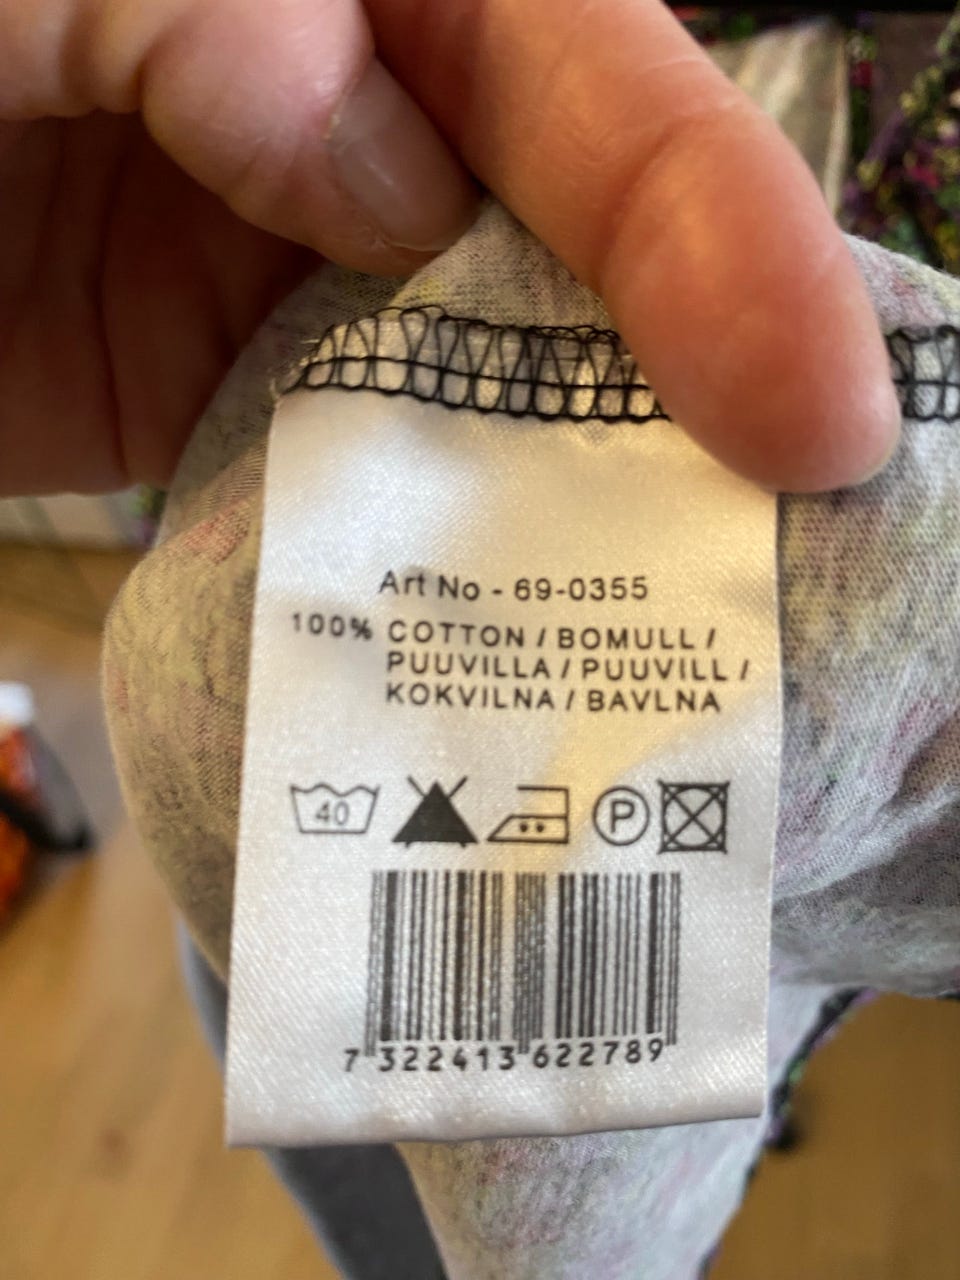 Art No - 69-0355
100% COTTON / BOMULL /
PUUVILLA / PUUVILL /
KOKVILNA / BAVLNA
40 P
7 322413 622789